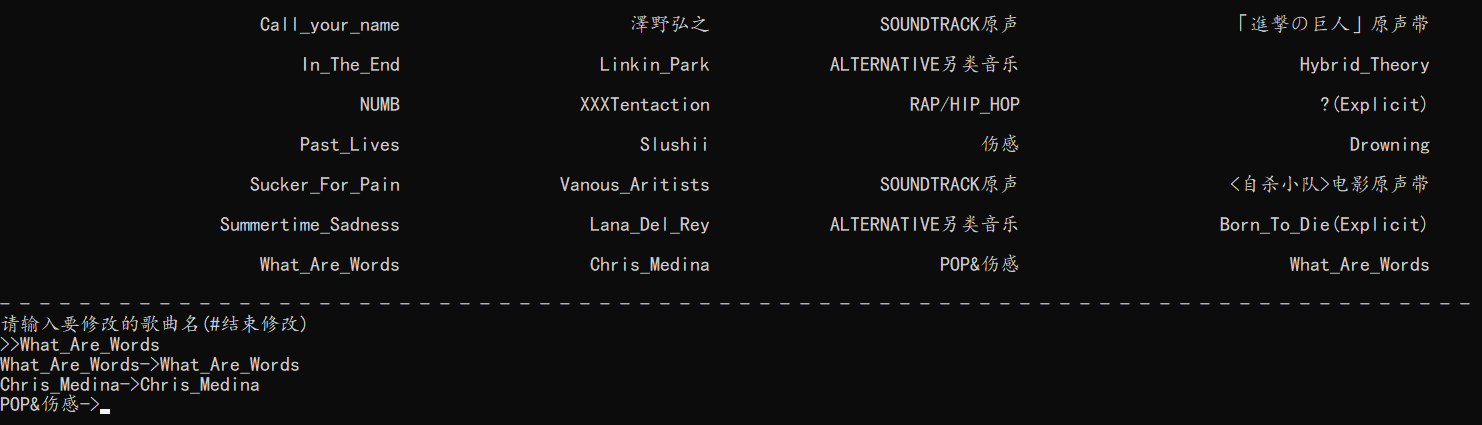 Call_your_name 澤野弘之 SOUNDTRACK原声 「進撃の巨人」原声带
In_The_End Linkin_Park ALTERNATIVE另类音乐 Hybrid_Theory
NUMB XXXTentaction RAP/HIP_HOP ?(Explicit)
Past_Lives Slushii 伤感 Drowning
Sucker_For_Pain Vanous_Aritists SOUNDTRACK原声 <自杀小队>电影原声带
Summertime_Sadness Lana_Del_Rey ALTERNATIVE另类音乐 Born_To_Die(Explicit)
What_Are_Words Chris_Medina POP&伤感 What_Are_Words
请输入要修改的歌曲名(#结束修改)
>>What_Are_Words
What_Are_Words->What_Are_Words
Chris_Medina->Chris_Medina
POP&伤感->